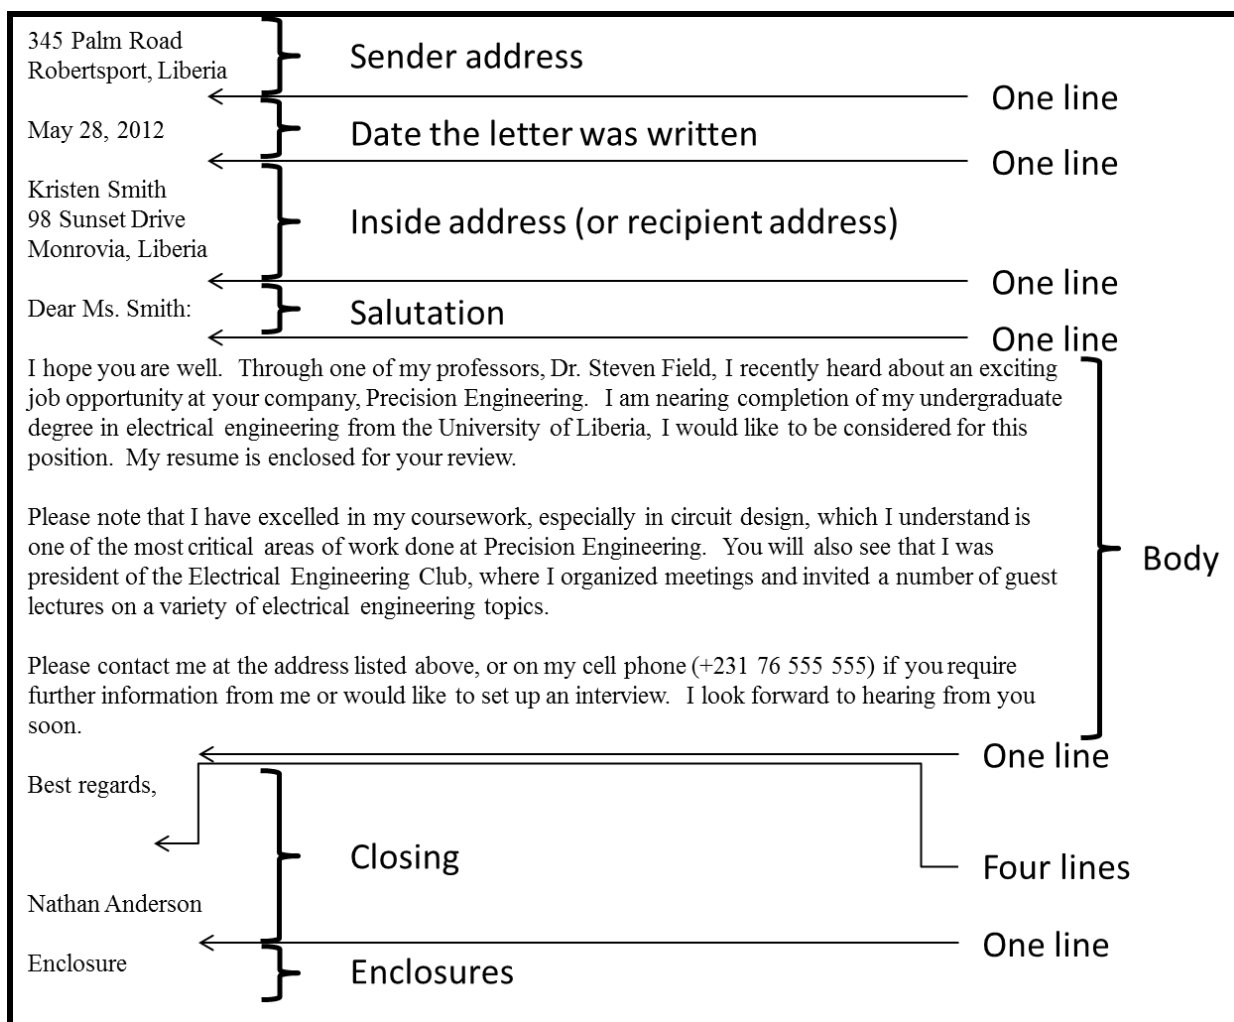 345 Palm Road
Robertsport, Liberia
Sender address
One line
May 28, 2012
Date the letter was written
One line
Kristen Smith
98 Sunset Drive
Monrovia, Liberia
Inside address (or recipient address)
One line
Dear Ms. Smith:
Salutation
One line
I hope you are well.  Through one of my professors, Dr. Steven Field, I recently heard about an exciting
job opportunity at your company, Precision Engineering.  I am nearing completion of my undergraduate
degree in electrical engineering from the University of Liberia, I would like to be considered for this
position.  My resume is enclosed for your review.
Please note that I have excelled in my coursework, especially in circuit design, which I understand is
one of the most critical areas of work done at Precision Engineering.  You will also see that I was
president of the Electrical Engineering Club, where I organized meetings and invited a number of guest
lectures on a variety of electrical engineering topics.
Body
Please contact me at the address listed above, or on my cell phone (+231 76 555 555) if you require
further information from me or would like to set up an interview.  I look forward to hearing from you
soon.
One line
Best regards,
Closing
Four lines
Nathan Anderson
One line
Enclosure
Enclosures